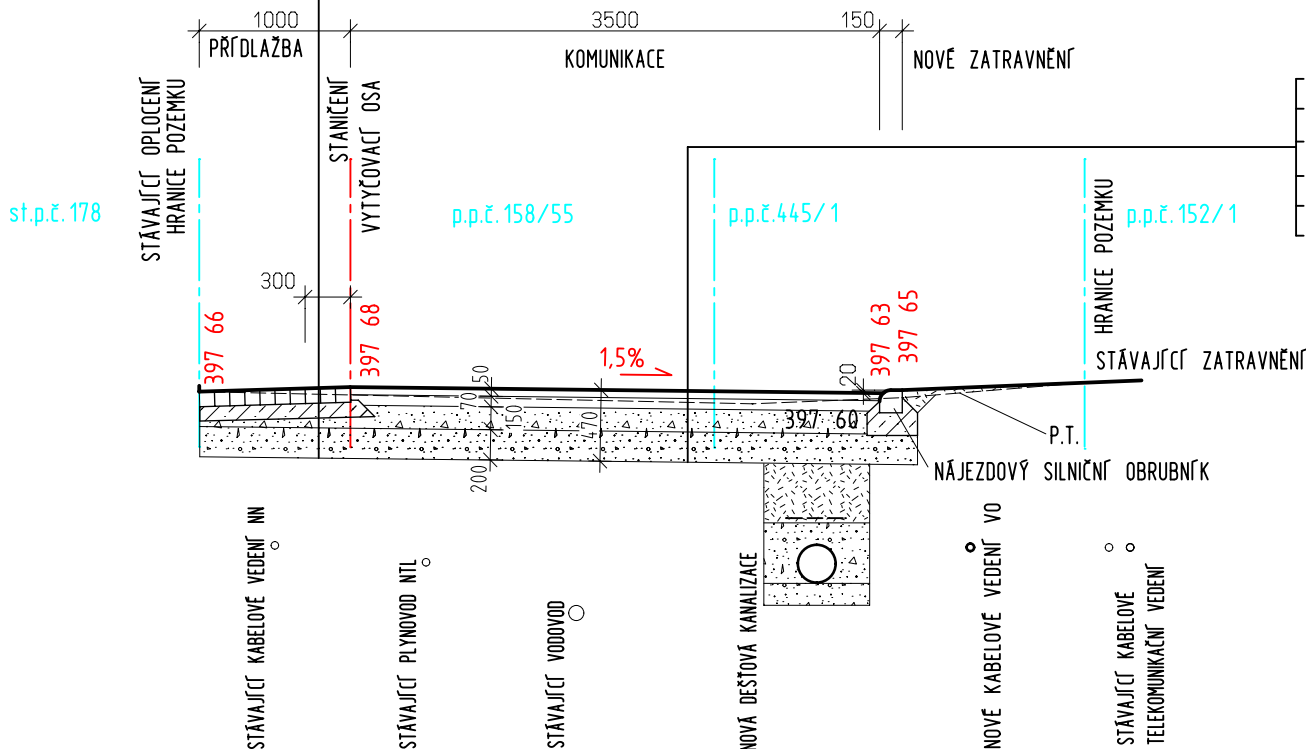 1000
3500
150
PŘÍDLAŽBA
KOMUNIKACE
NOVÉ ZATRAVNĚNÍ
STÁVAJÍCÍ OPLOCENÍ
HRANICE POZEMKU
STANIČENÍ
VYTYČOVACÍ OSA
st.p.č.178
p.p.č.158/55
p.p.č.445/1
HRANICE POZEMKU
p.p.č.152/1
300
397 66
397 68
1,5%
397 63
397 65
STÁVAJÍCÍ ZATRAVNĚNÍ
50
70
150
470
200
20
397 60
P.T.
NÁJEZDOVÝ SILNIČNÍ OBRUBNÍK
STÁVAJÍCÍ KABELOVÉ VEDENÍ NN
STÁVAJÍCÍ PLYNOVOD NTL
STÁVAJÍCÍ VODOVOD
NOVÁ DEŠŤOVÁ KANALIZACE
NOVÉ KABELOVÉ VEDENÍ VO
STÁVAJÍCÍ KABELOVÉ
TELEKOMUNIKAČNÍ VEDENÍ